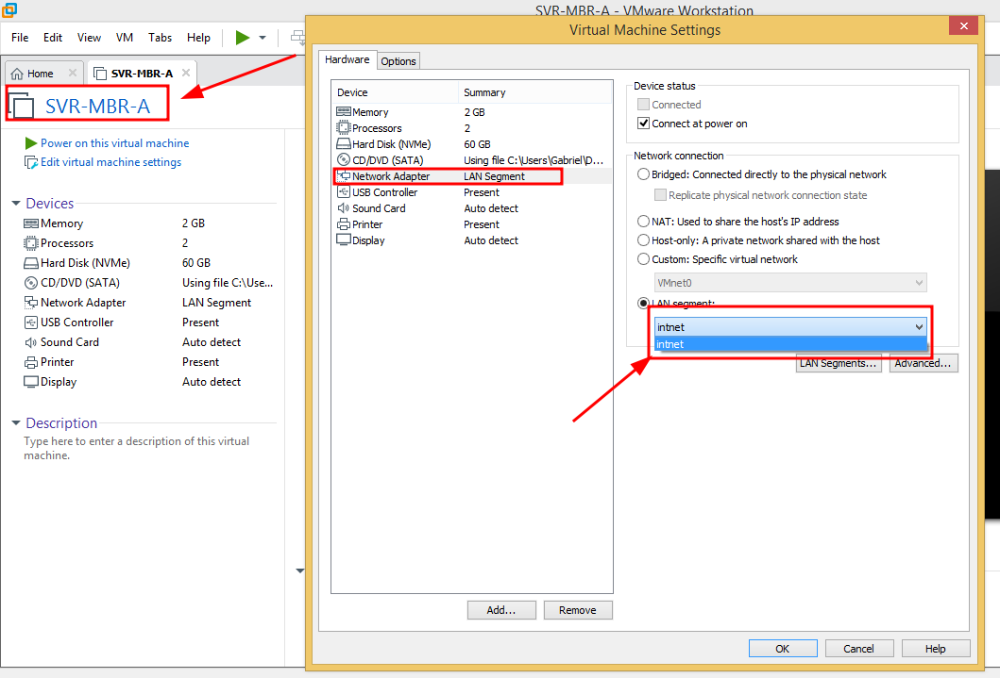 SVR-MBR-A - VMware Workstation
File Edit View VM Tabs Help
Home SVR-MBR-A
SVR-MBR-A
Power on this virtual machine
Edit virtual machine settings
Devices
Memory 2 GB
Processors 2
Hard Disk (NVMe) 60 GB
CD/DVD (SATA) Using file C:\Use...
Network Adapter LAN Segment
USB Controller Present
Sound Card Auto detect
Printer Present
Display Auto detect
Description
Type here to enter a description of this virtual
machine.
Virtual Machine Settings
Hardware Options
Device Summary
Memory 2 GB
Processors 2
Hard Disk (NVMe) 60 GB
CD/DVD (SATA) Using file C:\Users\Gabriel\D...
Network Adapter LAN Segment
USB Controller Present
Sound Card Auto detect
Printer Present
Display Auto detect
Add... Remove
Device status
Connected
Connect at power on
Network connection
Bridged: Connected directly to the physical network
Replicate physical network connection state
NAT: Used to share the host's IP address
Host-only: A private network shared with the host
Custom: Specific virtual network
VMnet0
LAN segment:
intnet
intnet
LAN Segments... Advanced...
OK Cancel Help